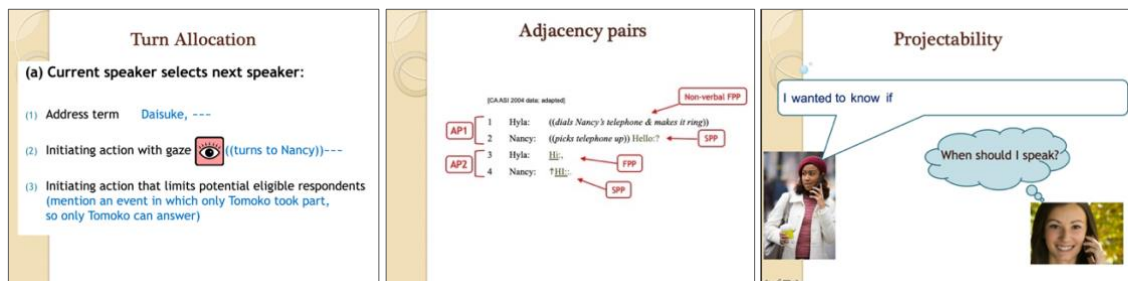 Turn Allocation
(a) Current speaker selects next speaker:
(1) Address term Daisuke, ---
(2) Initiating action with gaze ((turns to Nancy))---
(3) Initiating action that limits potential eligible respondents
(mention an event in which only Tomoko took part,
so only Tomoko can answer)
Adjacency pairs
[CA ASI 2004 data: adapted]
Non-verbal FPP
AP1
1 Hyla: ((dials Nancy's telephone & makes it ring))
2 Nancy: ((picks telephone up)) Hello:?
SPP
AP2
3 Hyla: Hi:,
FPP
4 Nancy: ↑HI::.
SPP
Projectability
I wanted to know if
When should I speak?